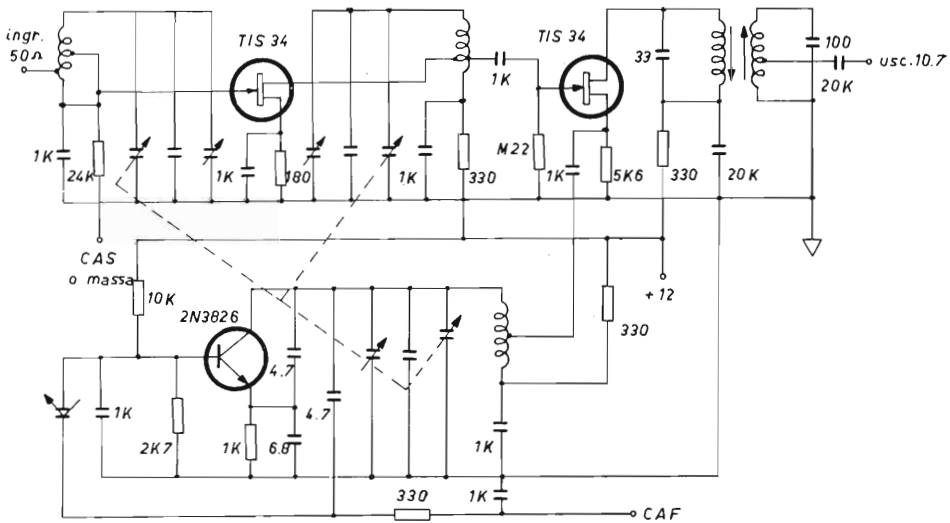 ingr.
50Ω
TIS 34
1K
TIS 34
33
100
usc.10.7
20K
1K
24K
1K
180
1K
330
M22
1K
5K6
330
20K
CAS
o massa
10K
+12
330
2N3826
4.7
4.7
1K
2K7
1K
6.8
1K
330
1K
CAF